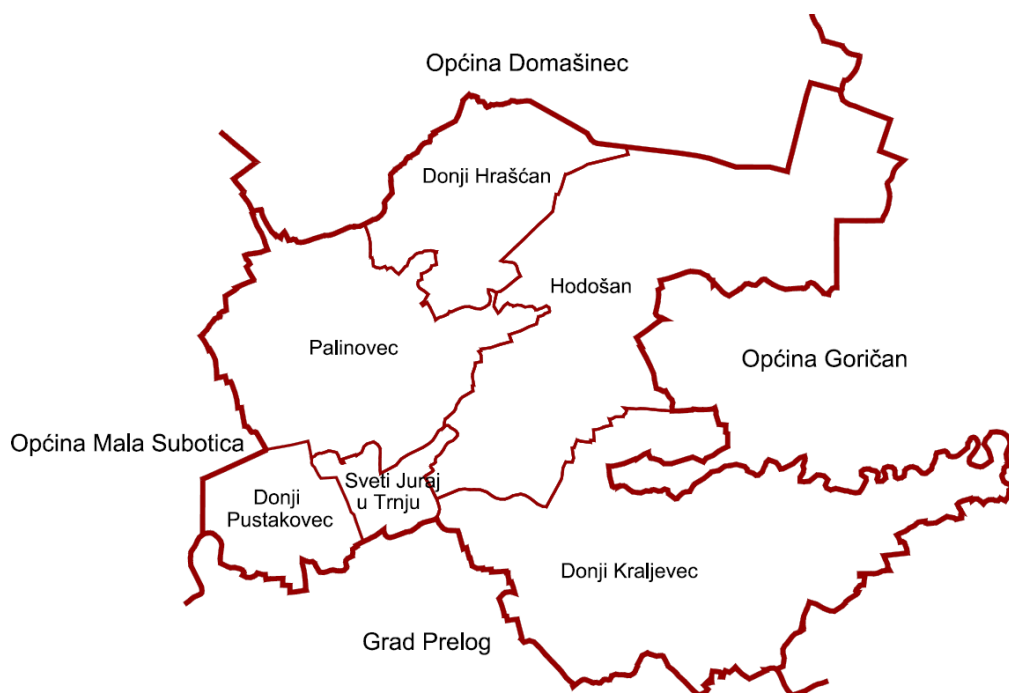 Općina Domašinec
Donji Hrašćan
Hodošan
Palinovec
Općina Goričan
Općina Mala Subotica
Sveti Juraj
u Trnju
Donji
Pustakovec
Donji Kraljevec
Grad Prelog